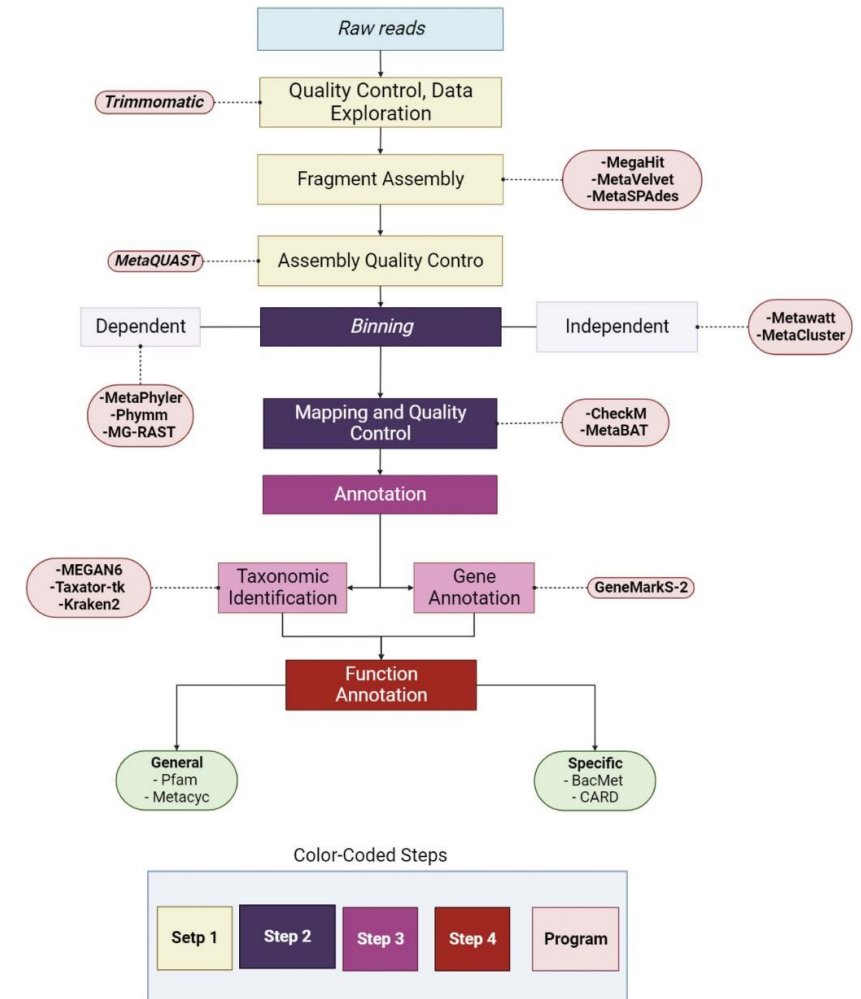 Raw reads
Trimmomatic
Quality Control, Data
Exploration
Fragment Assembly
-MegaHit
-MetaVelvet
-MetaSPAdes
MetaQUAST
Assembly Quality Contro
Dependent
Binning
Independent
-Metawatt
-MetaCluster
-MetaPhyler
-Phymm
-MG-RAST
Mapping and Quality
Control
-CheckM
-MetaBAT
Annotation
-MEGAN6
-Taxator-tk
-Kraken2
Taxonomic
Identification
Gene
Annotation
GeneMarkS-2
Function
Annotation
General
- Pfam
- Metacyc
Specific
- BacMet
- CARD
Color-Coded Steps
Setp 1
Step 2
Step 3
Step 4
Program